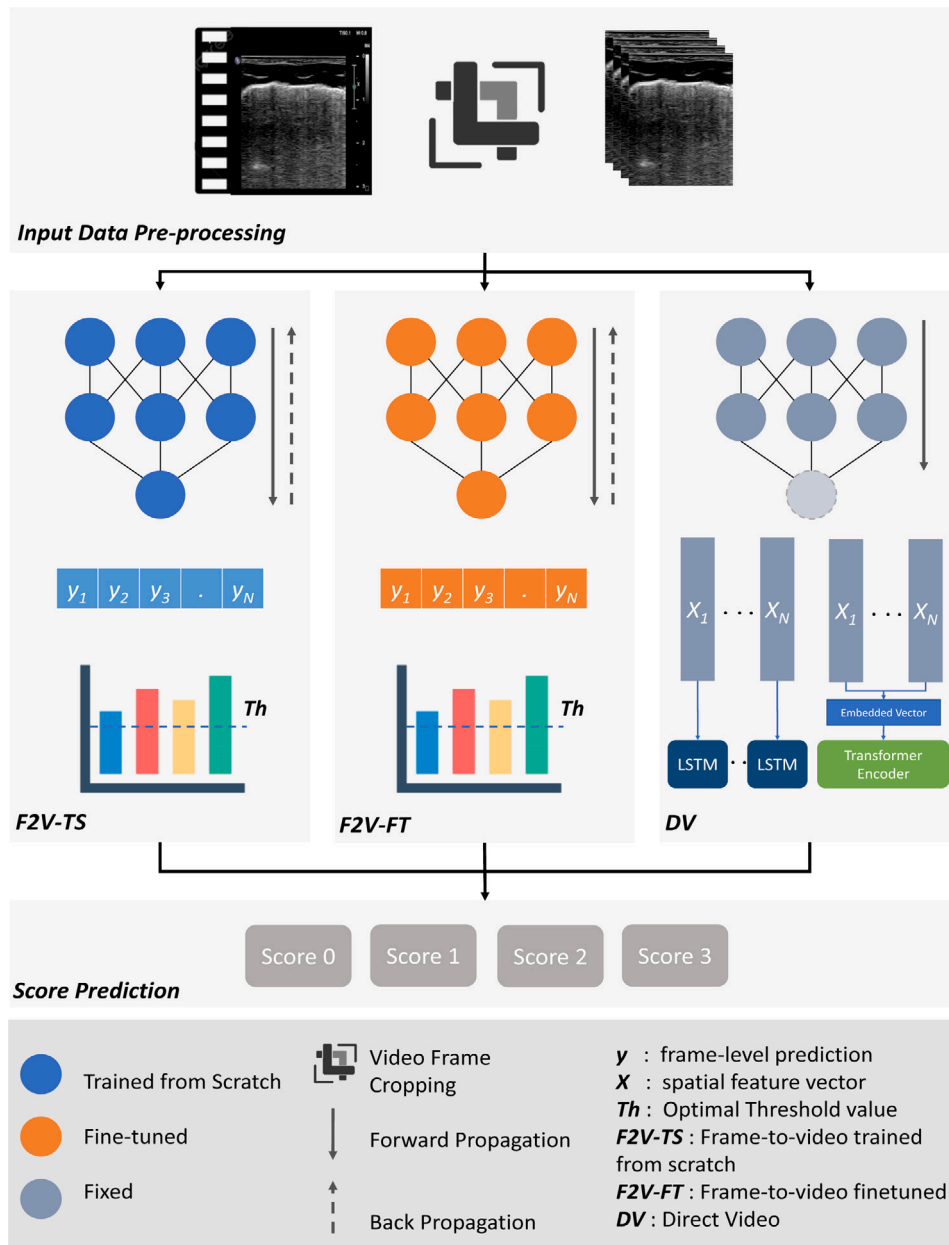 Input Data Pre-processing
y1 y2 y3 . yN
Th
F2V-TS
y1 y2 y3 . yN
Th
F2V-FT
X1 . . . XN
X1 . . . XN
Embedded Vector
LSTM . . LSTM
Transformer
Encoder
DV
Score 0
Score 1
Score 2
Score 3
Score Prediction
Trained from Scratch
Fine-tuned
Fixed
Video Frame
Cropping
Forward Propagation
Back Propagation
y : frame-level prediction
X : spatial feature vector
Th : Optimal Threshold value
F2V-TS : Frame-to-video trained
from scratch
F2V-FT : Frame-to-video finetuned
DV : Direct Video